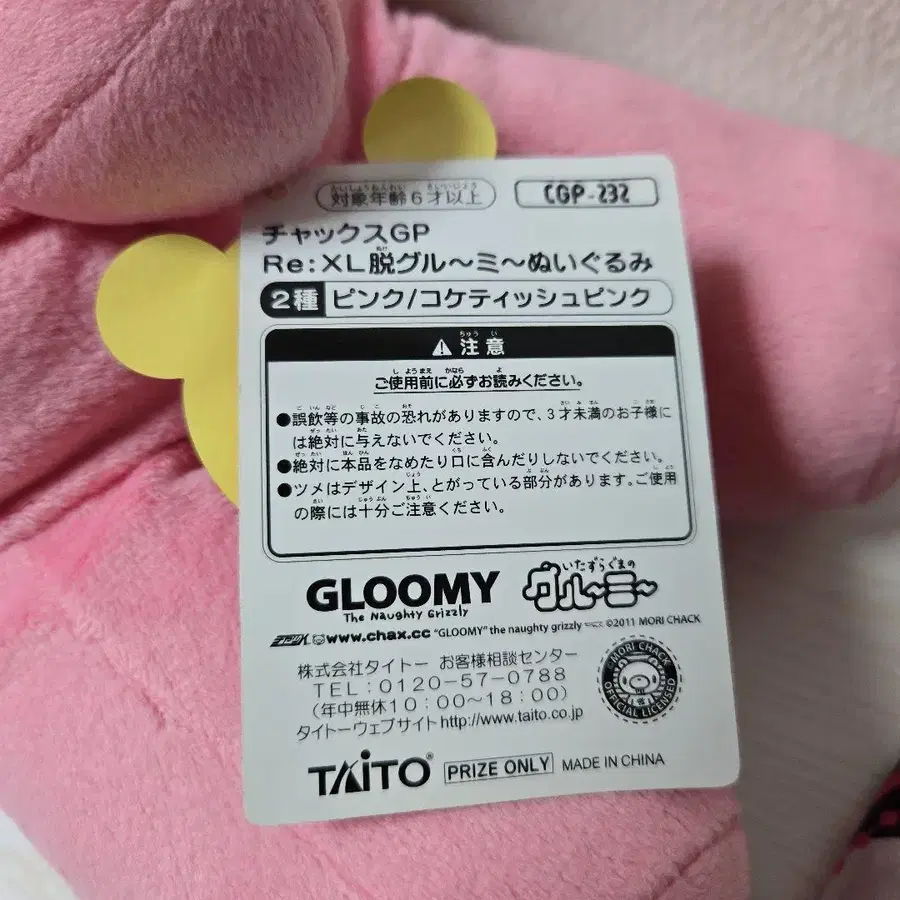 対象年齢6才以上
CGP-232
チャックスGP
Re:XL脱グル〜ミ〜ぬいぐるみ
2種 ピンク/コケティッシュピンク
注意
ご使用前に必ずお読みください。
●誤飲等の事故の恐れがありますので、3才未満のお子様に
は絶対に与えないでください。
●絶対に本品をなめたり口に含んだりしないでください。
●ツメはデザイン上、とがっている部分があります。ご使用
の際には十分ご注意ください。
GLOOMY
The Naughty Grizzly
いたずらぐまの
グル〜ミ〜
www.chax.cc "GLOOMY" the naughty grizzly ©2011 MORI CHACK
株式会社タイトー お客様相談センター
TEL:0120-57-0788
(年中無休10:00〜18:00)
タイトーウェブサイト http://www.taito.co.jp
MORI CHACK
OFFICIAL LICENSED
TAITO® PRIZE ONLY MADE IN CHINA